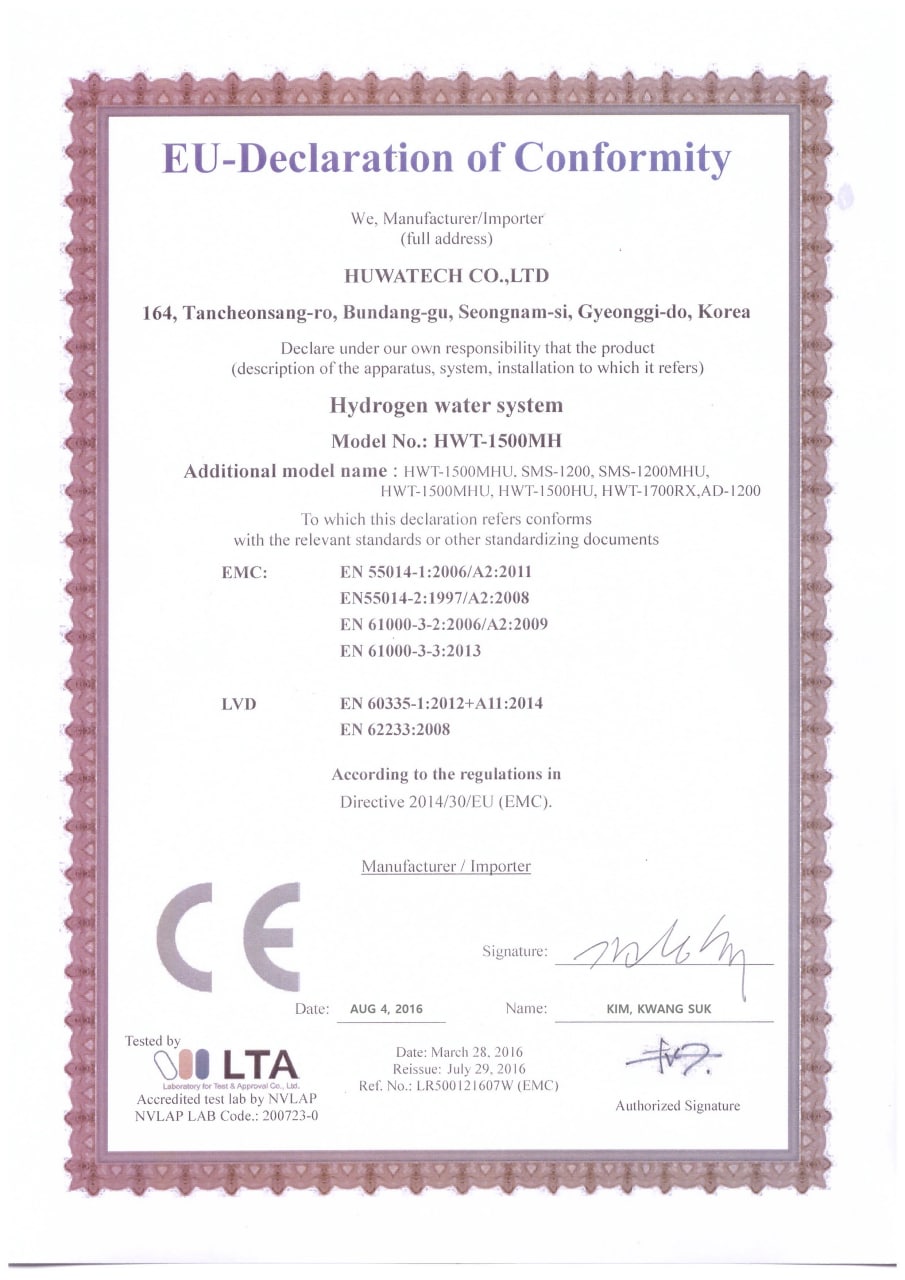 EU-Declaration of Conformity
We, Manufacturer/Importer
(full address)
HUWATECH CO.,LTD
164, Tancheonsang-ro, Bundang-gu, Seongnam-si, Gyeonggi-do, Korea
Declare under our own responsibility that the product
(description of the apparatus, system, installation to which it refers)
Hydrogen water system
Model No.: HWT-1500MH
Additional model name : HWT-1500MHU. SMS-1200, SMS-1200MHU,
HWT-1500MHU, HWT-1500HU, HWT-1700RX,AD-1200
To which this declaration refers conforms
with the relevant standards or other standardizing documents
EMC: EN 55014-1:2006/A2:2011
EN55014-2:1997/A2:2008
EN 61000-3-2:2006/A2:2009
EN 61000-3-3:2013
LVD EN 60335-1:2012+A11:2014
EN 62233:2008
According to the regulations in
Directive 2014/30/EU (EMC).
Manufacturer / Importer
CE
Signature:
Date: AUG 4, 2016 Name: KIM, KWANG SUK
Tested by
LTA
Laboratory for Test & Approval Co., Ltd.
Accredited test lab by NVLAP
NVLAP LAB Code.: 200723-0
Date: March 28, 2016
Reissue: July 29, 2016
Ref. No.: LR500121607W (EMC)
Authorized Signature